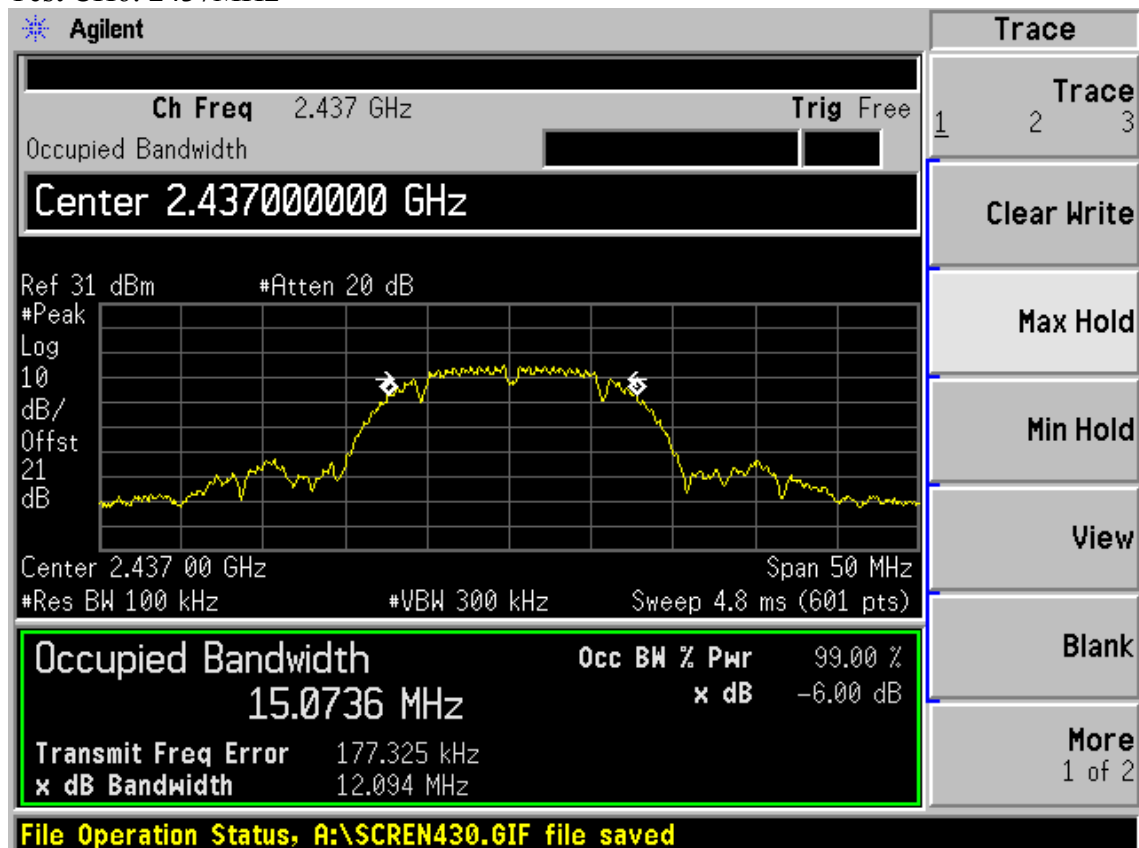 Agilent
Trace
Ch Freq 2.437 GHz Trig Free
Occupied Bandwidth
Center 2.437000000 GHz
Ref 31 dBm #Atten 20 dB
#Peak
Log
10
dB/
Offst
21
dB
Center 2.437 00 GHz Span 50 MHz
#Res BW 100 kHz #VBW 300 kHz Sweep 4.8 ms (601 pts)
Occupied Bandwidth Occ BW % Pwr 99.00 %
15.0736 MHz x dB -6.00 dB
Transmit Freq Error 177.325 kHz
x dB Bandwidth 12.094 MHz
File Operation Status, A:\SCREN430.GIF file saved
Trace
1 2 3
Clear Write
Max Hold
Min Hold
View
Blank
More
1 of 2